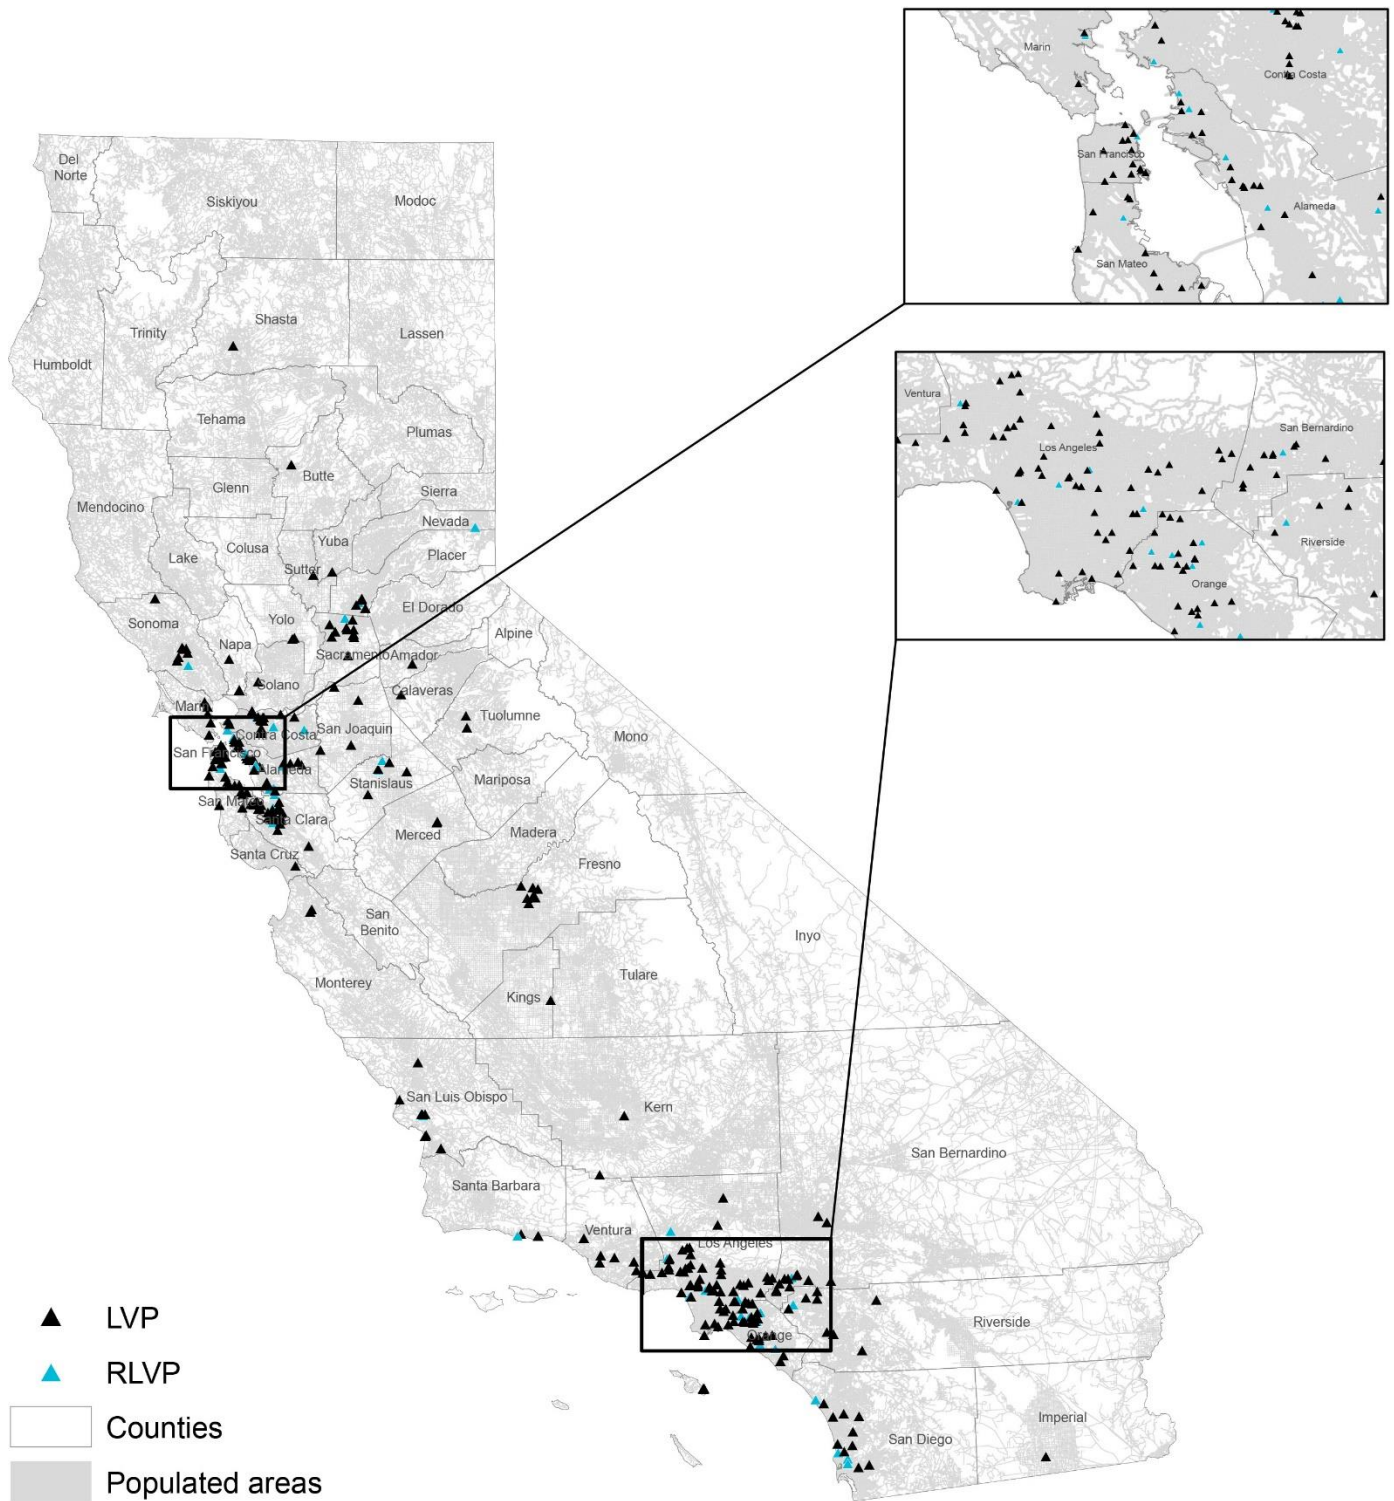 Marin
Contra Costa
San Francisco
Alameda
San Mateo
Ventura
San Bernardino
Los Angeles
Riverside
Orange
Del
Norte
Siskiyou
Modoc
Shasta
Trinity
Lassen
Humboldt
Tehama
Plumas
Butte
Glenn
Sierra
Mendocino
Nevada
Colusa
Yuba
Placer
Lake
Sutter
El Dorado
Yolo
Sonoma
Alpine
Napa
Sacramento
Amador
Solano
Calaveras
Marin
Tuolumne
San Joaquin
Contra Costa
Mono
San Francisco
Alameda
Mariposa
Stanislaus
San Mateo
Santa Clara
Madera
Merced
Santa Cruz
Fresno
San
Benito
Inyo
Tulare
Monterey
Kings
San Luis Obispo
Kern
San Bernardino
Santa Barbara
Ventura
Los Angeles
Riverside
Orange
Imperial
San Diego
LVP
RLVP
Counties
Populated areas